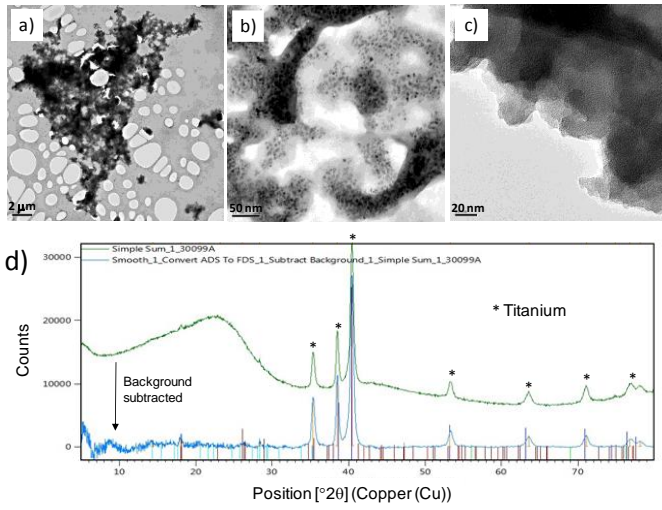 a)
b)
c)
2 µm
50 nm
20 nm
d)
Simple Sum_1_30099A
Smooth_1_Convert ADS To FDS_1_Subtract Background_1_Simple Sum_1_30099A
30000
20000
10000
0
Counts
* Titanium
Background
subtracted
* * * * * * *
10 20 30 40 50 60 70
Position [°2θ] (Copper (Cu))